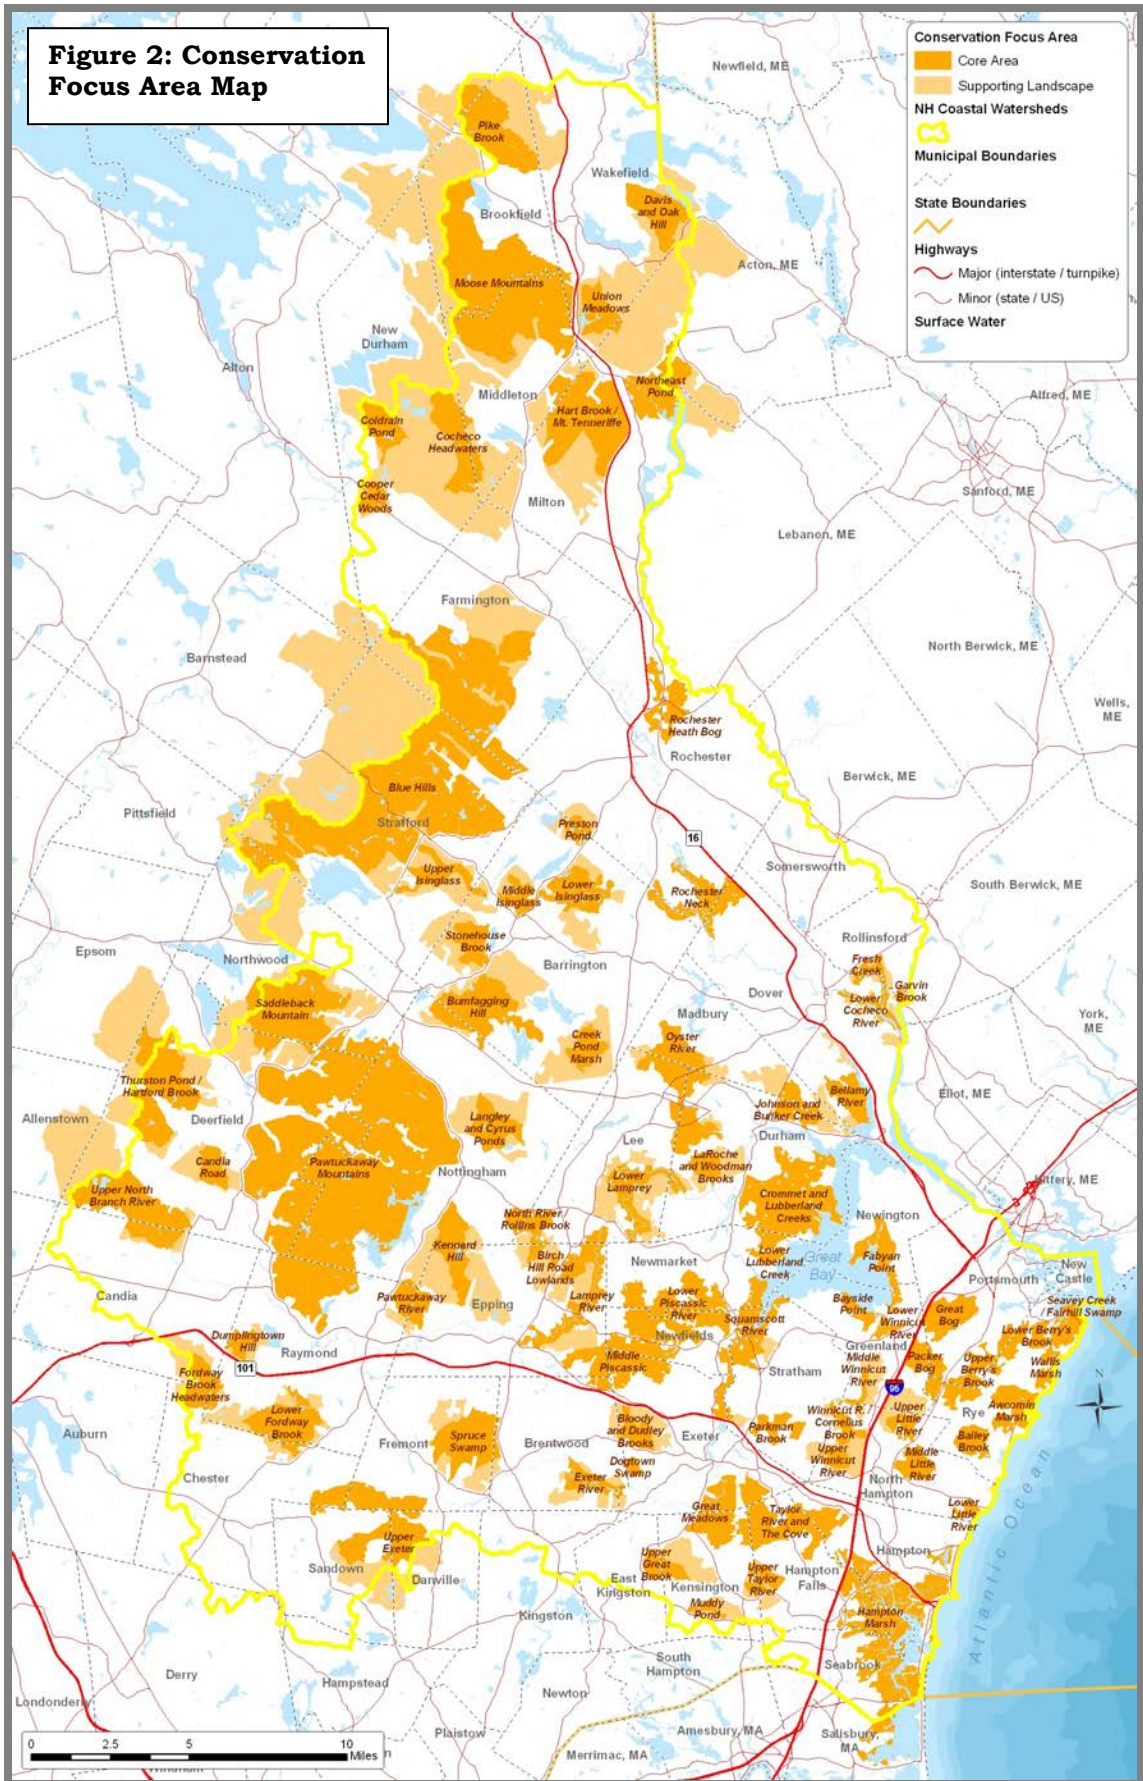 Figure 2: Conservation
Focus Area Map
Conservation Focus Area
Core Area
Supporting Landscape
NH Coastal Watersheds
Municipal Boundaries
State Boundaries
Highways
Major (interstate / turnpike)
Minor (state / US)
Surface Water
Newfield, ME
Pike
Brook
Wakefield
Davis
and Oak
Hill
Brookfield
Acton, ME
Moose Mountains
Union
Meadows
New
Durham
Alton
Middleton
Northeast
Pond
Alfred, ME
Hart Brook /
Mt. Tenneriffe
Coldrain
Pond
Cocheco
Headwaters
Cooper
Cedar
Woods
Sanford, ME
Milton
Lebanon, ME
Farmington
North Berwick, ME
Barnstead
Wells,
ME
Rochester
Heath Bog
Rochester
Berwick, ME
Blue Hills
Pittsfield
Strafford
Preston
Pond
16
Somersworth
Upper
Isinglass
Middle
Isinglass
Lower
Isinglass
Rochester
Neck
South Berwick, ME
Stonehouse
Brook
Rollinsford
Epsom
Northwood
Barrington
Fresh
Creek
Garvin
Brook
Dover
Saddleback
Mountain
Bumfagging
Hill
Lower
Cocheco
River
Madbury
York,
ME
Creek
Pond
Marsh
Oyster
River
Thurston Pond /
Hartford Brook
Bellamy
River
Eliot, ME
Johnson and
Bunker Creek
Allenstown
Deerfield
Langley
and Cyrus
Ponds
Lee
Durham
LaRoche
and Woodman
Brooks
Candia
Road
Pawtuckaway
Mountains
Nottingham
Lower
Lamprey
Kittery, ME
Upper North
Branch River
Crommet and
Lubberland
Creeks
North River /
Rollins Brook
Newington
Kennard
Hill
Birch
Hill Road
Lowlands
Newmarket
Lower
Lubberland
Creek
Great
Bay
Fabyan
Point
New
Castle
Portsmouth
Candia
Pawtuckaway
River
Epping
Lamprey
River
Lower
Piscassic
River
Squamscott
River
Bayside
Point
Lower
Winnicut
River
Great
Bog
Seavey Creek
/ Fairhill Swamp
Dumplingtown
Hill
Raymond
Newfields
Greenland
Lower Berry's
Brook
101
Middle
Piscassic
Stratham
Middle
Winnicut
River
Packer
Bog
Upper
Berry's
Brook
Wallis
Marsh
Fordway
Brook
Headwaters
95
N
Lower
Fordway
Brook
Auburn
Fremont
Spruce
Swamp
Brentwood
Bloody
and Dudley
Brooks
Exeter
Parkman
Brook
Winnicut R. /
Cornelius
Brook
Upper
Little
River
Rye
Awcomin
Marsh
Bailey
Brook
Upper
Winnicut
River
Middle
Little
River
Dogtown
Swamp
Exeter
River
Chester
North
Hampton
Great
Meadows
Taylor
River and
The Cove
Lower
Little
River
Atlantic Ocean
Upper
Exeter
Sandown
Danville
Hampton
Upper
Great
Brook
East
Kingston
Kensington
Upper
Taylor
River
Hampton
Falls
Muddy
Pond
Kingston
Hampton
Marsh
South
Hampton
Seabrook
Derry
Hampstead
Newton
Londonderry
Plaistow
Amesbury, MA
Salisbury,
MA
Merrimac, MA
0 2.5 5 10
Miles